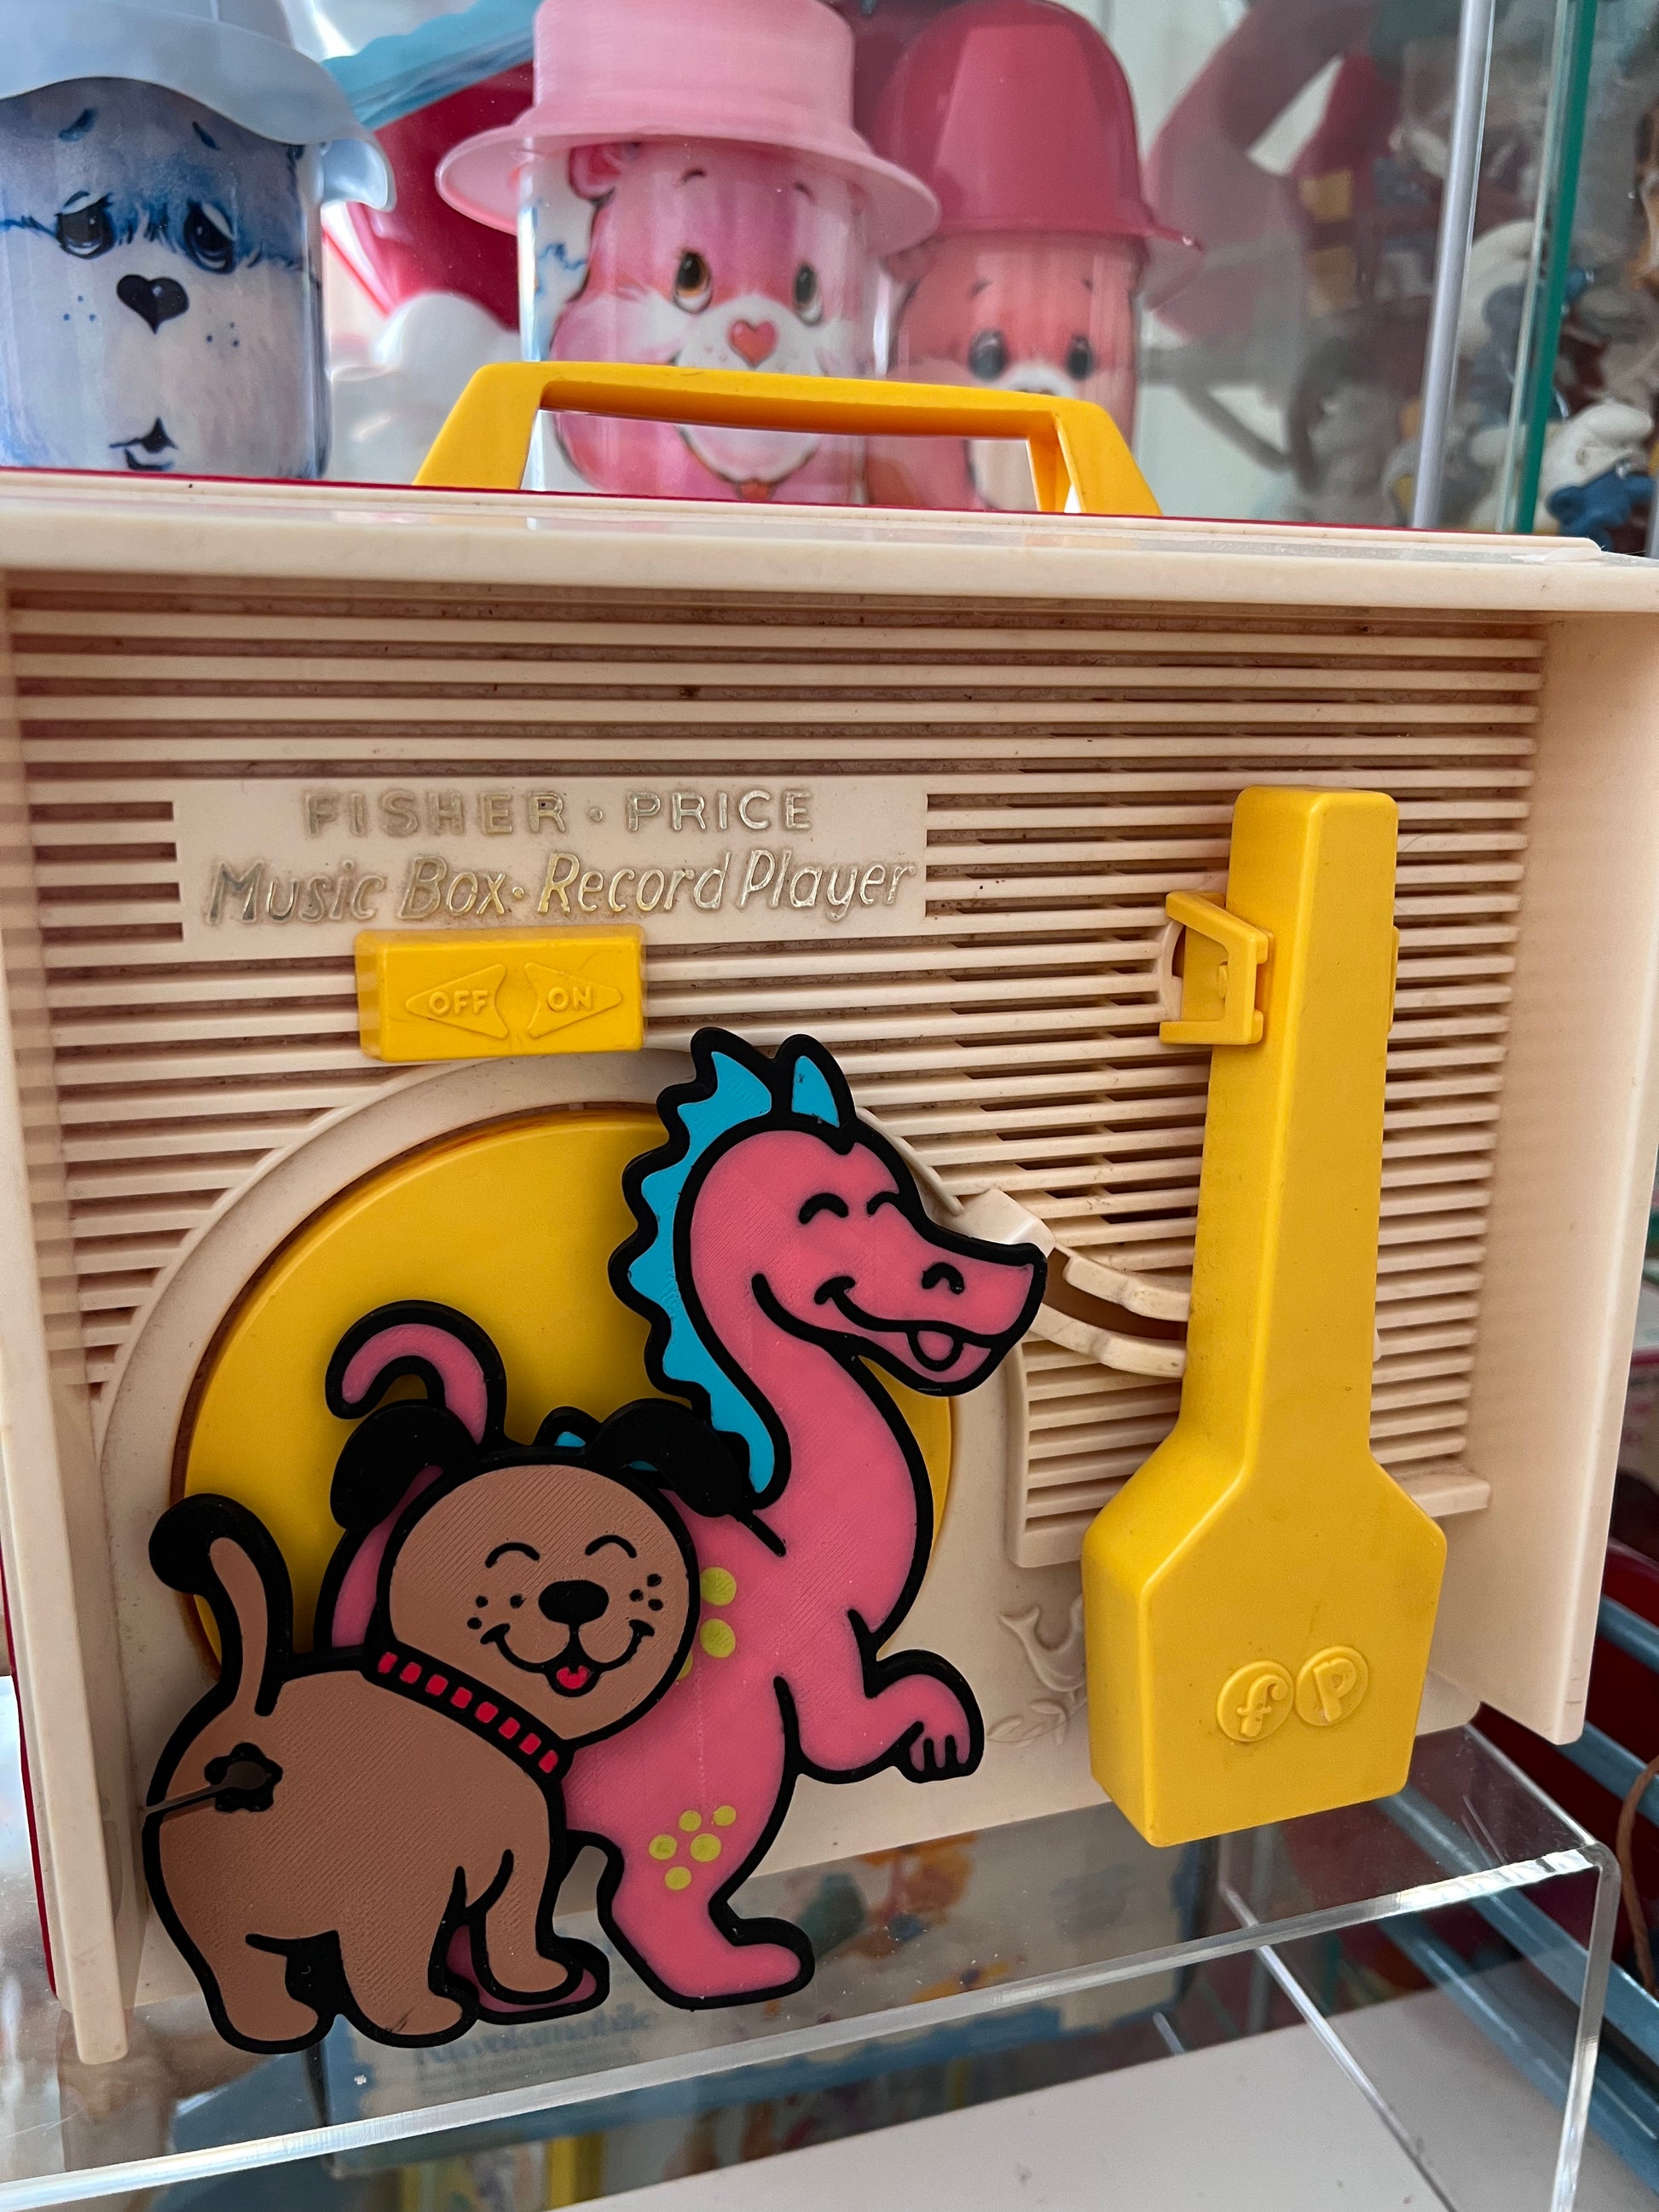 FISHER · PRICE
Music Box · Record Player
OFF ON
fp